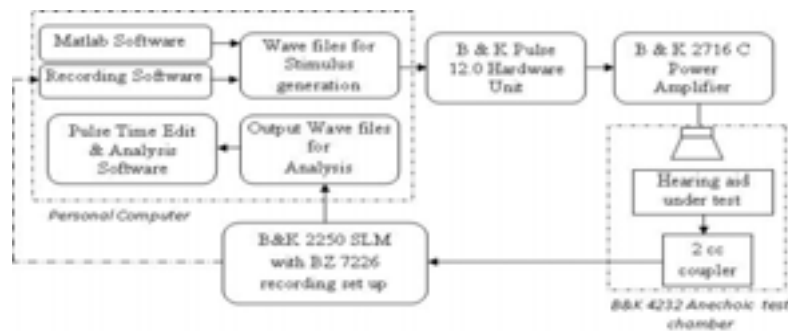 Matlab Software
Recording Software
Wave files for
Stimulus
generation
B & K Pulse
12.0 Hardware
Unit
B & K 2716 C
Power
Amplifier
Pulse Time Edit
& Analysis
Software
Output Wave files
for
Analysis
Personal Computer
Hearing aid
under test
2 cc
coupler
B&K 2250 SLM
with BZ 7226
recording set up
B&K 4232 Anechoic test
chamber